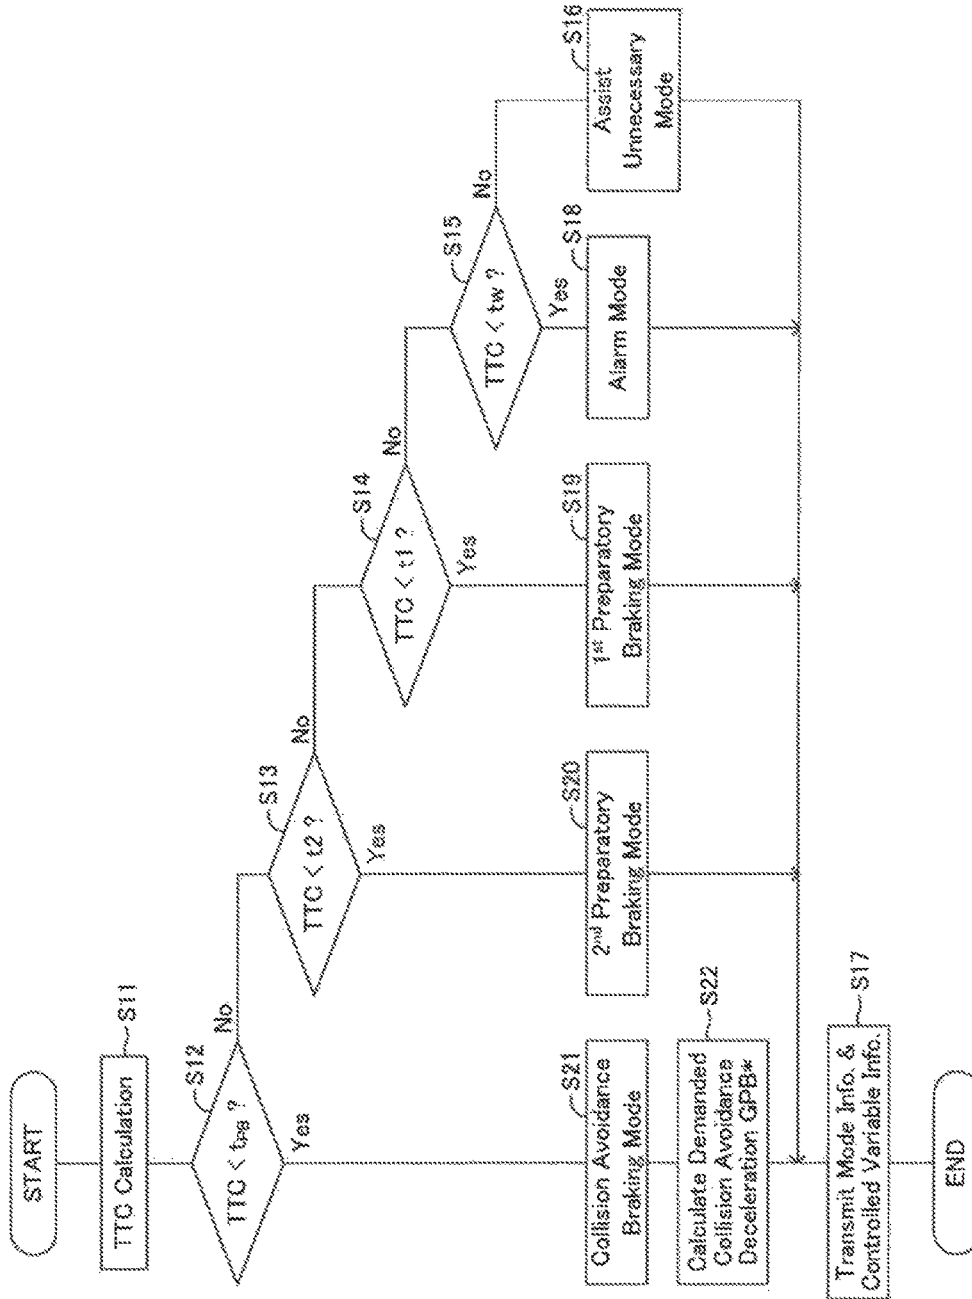 START
TTC Calculation
S11
TTC < tPB ?
S12
No
Yes
TTC < t2 ?
S13
No
Yes
TTC < t1 ?
S14
No
Yes
TTC < tw ?
S15
No
Yes
Collision Avoidance
Braking Mode
S21
2nd Preparatory
Braking Mode
S20
1st Preparatory
Braking Mode
S19
Alarm Mode
S18
Assist
Unnecessary
Mode
S16
Calculate Demanded
Collision Avoidance
Deceleration GPB*
S22
Transmit Mode Info. &
Controlled Variable Info.
S17
END